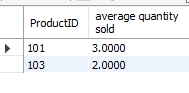 ProductID average quantity
sold
101 3.0000
103 2.0000